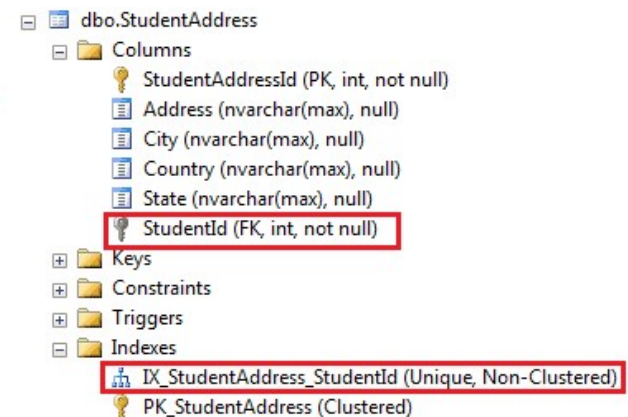 dbo.StudentAddress
Columns
StudentAddressId (PK, int, not null)
Address (nvarchar(max), null)
City (nvarchar(max), null)
Country (nvarchar(max), null)
State (nvarchar(max), null)
StudentId (FK, int, not null)
Keys
Constraints
Triggers
Indexes
IX_StudentAddress_StudentId (Unique, Non-Clustered)
PK_StudentAddress (Clustered)